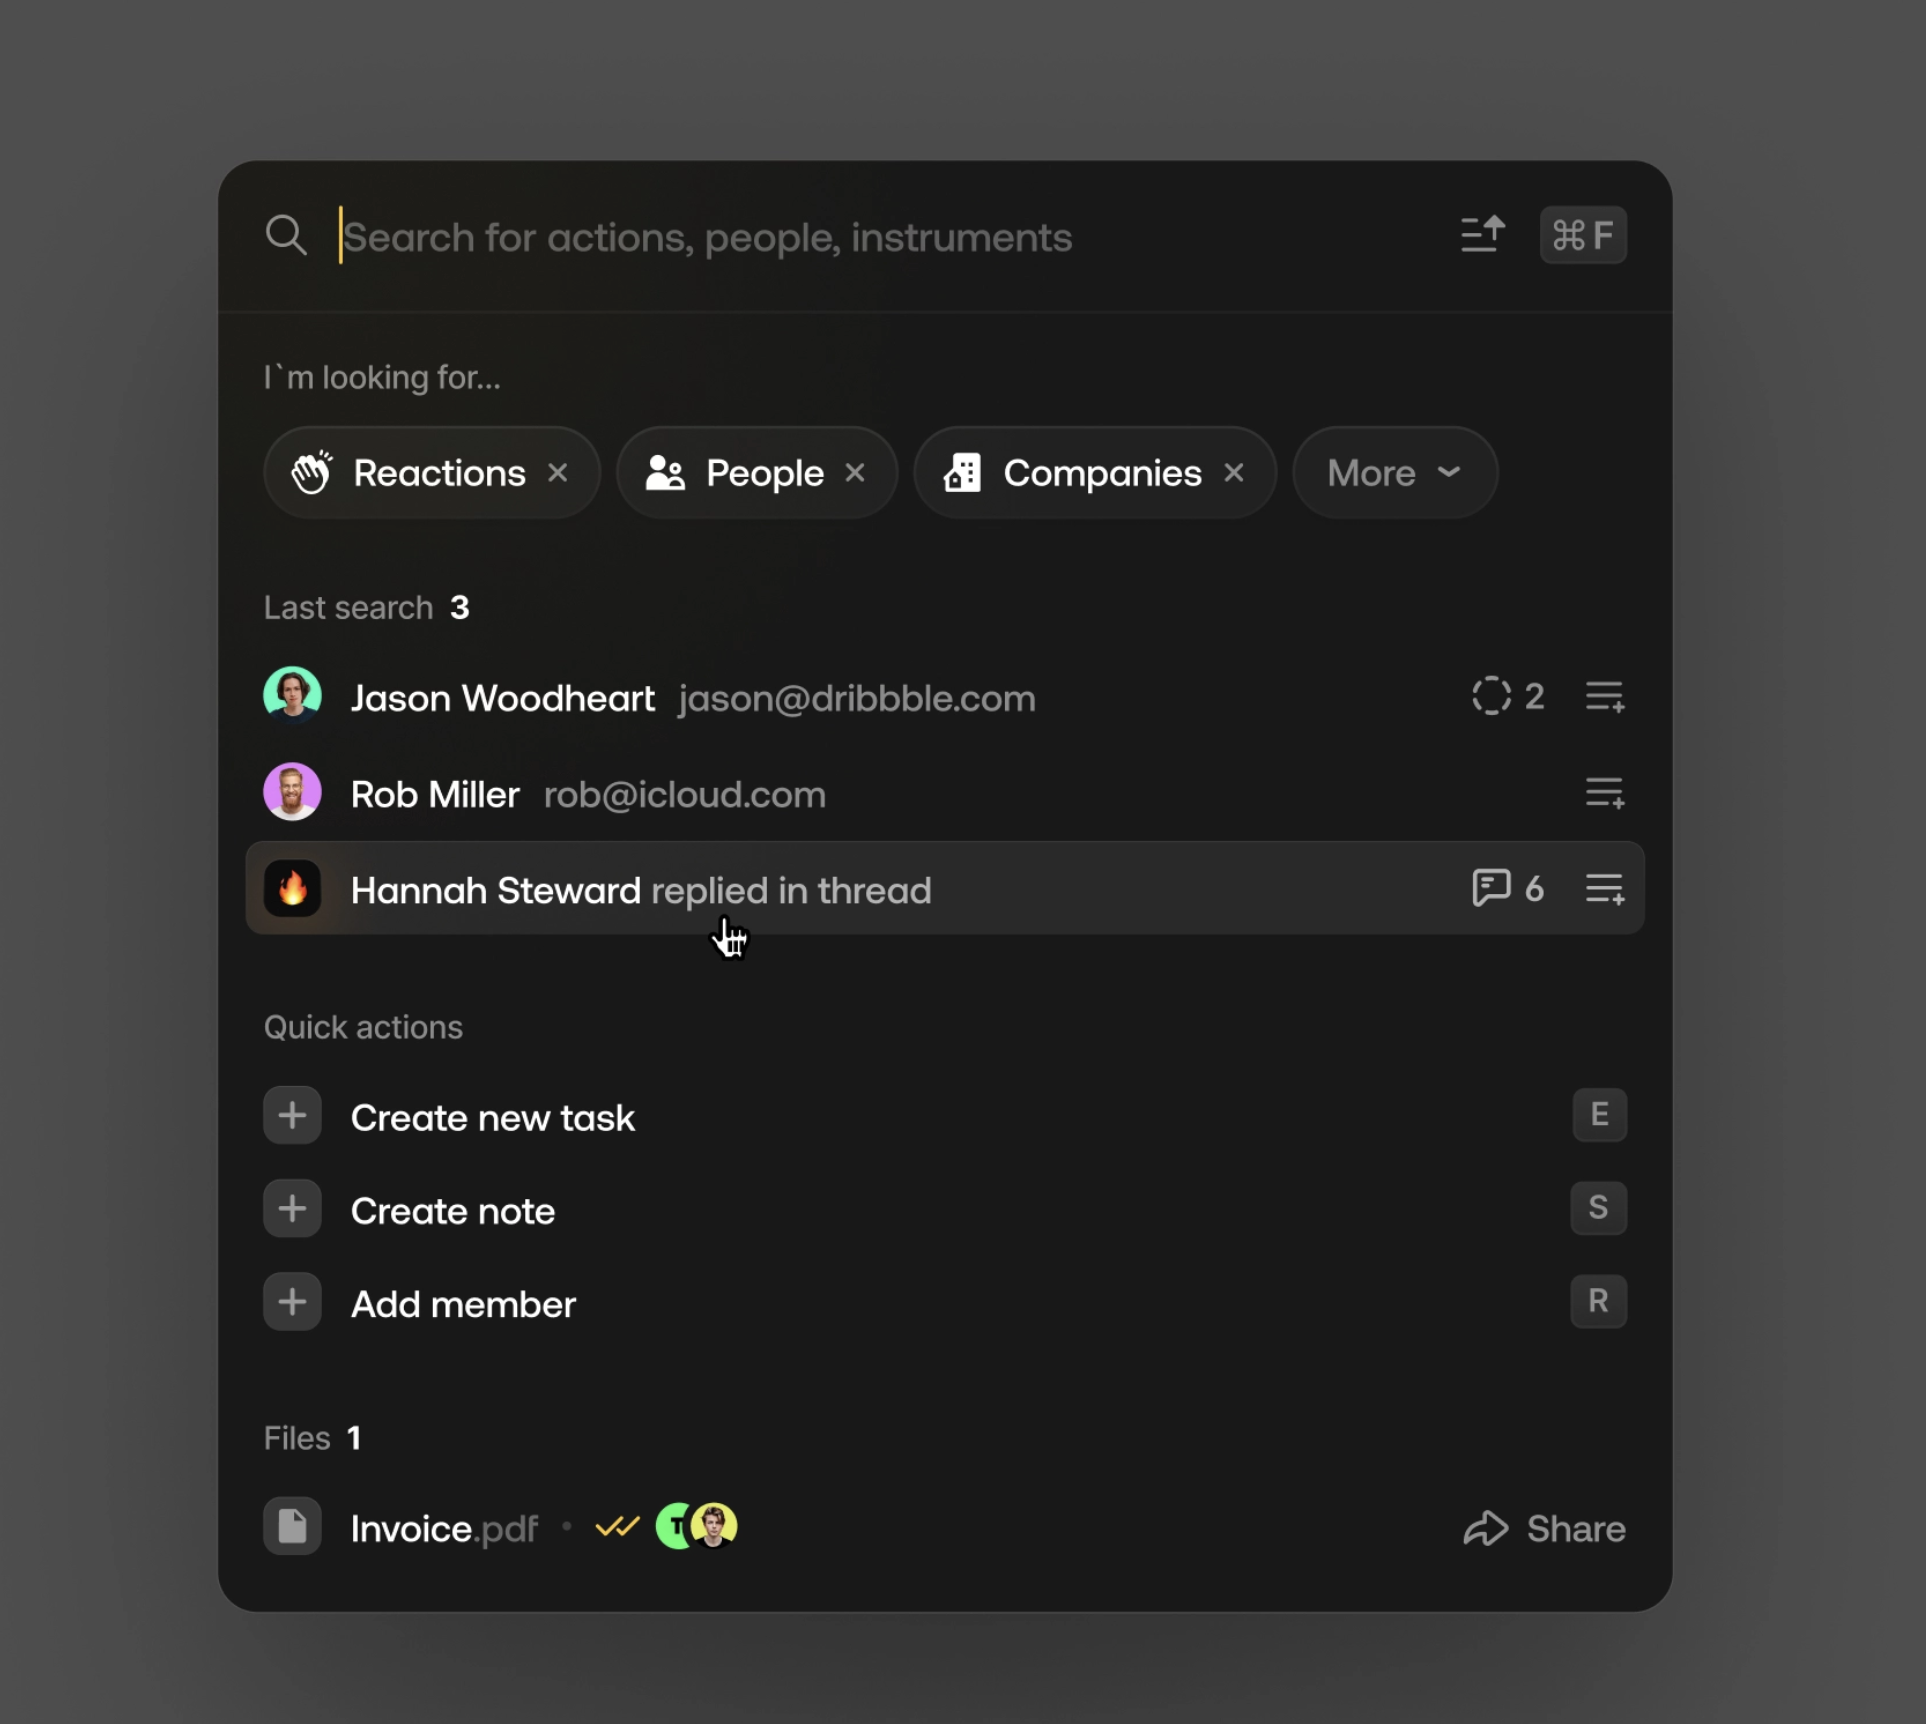 Search for actions, people, instruments ⌘ F
I`m looking for...
Reactions People Companies More
Last search 3
Jason Woodheart jason@dribbble.com 2
Rob Miller rob@icloud.com
Hannah Steward replied in thread 6
Quick actions
Create new task E
Create note S
Add member R
Files 1
Invoice.pdf • T Share